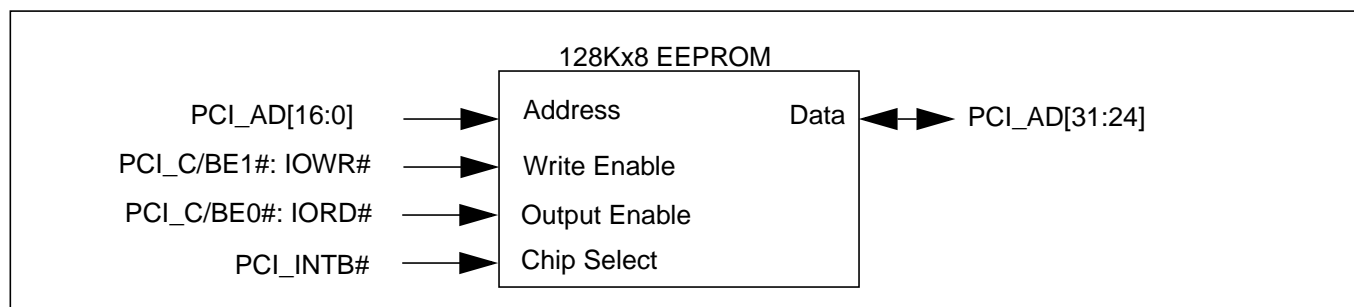 128Kx8 EEPROM
PCI_AD[16:0] Address Data PCI_AD[31:24]
PCI_C/BE1#: IOWR# Write Enable
PCI_C/BE0#: IORD# Output Enable
PCI_INTB# Chip Select